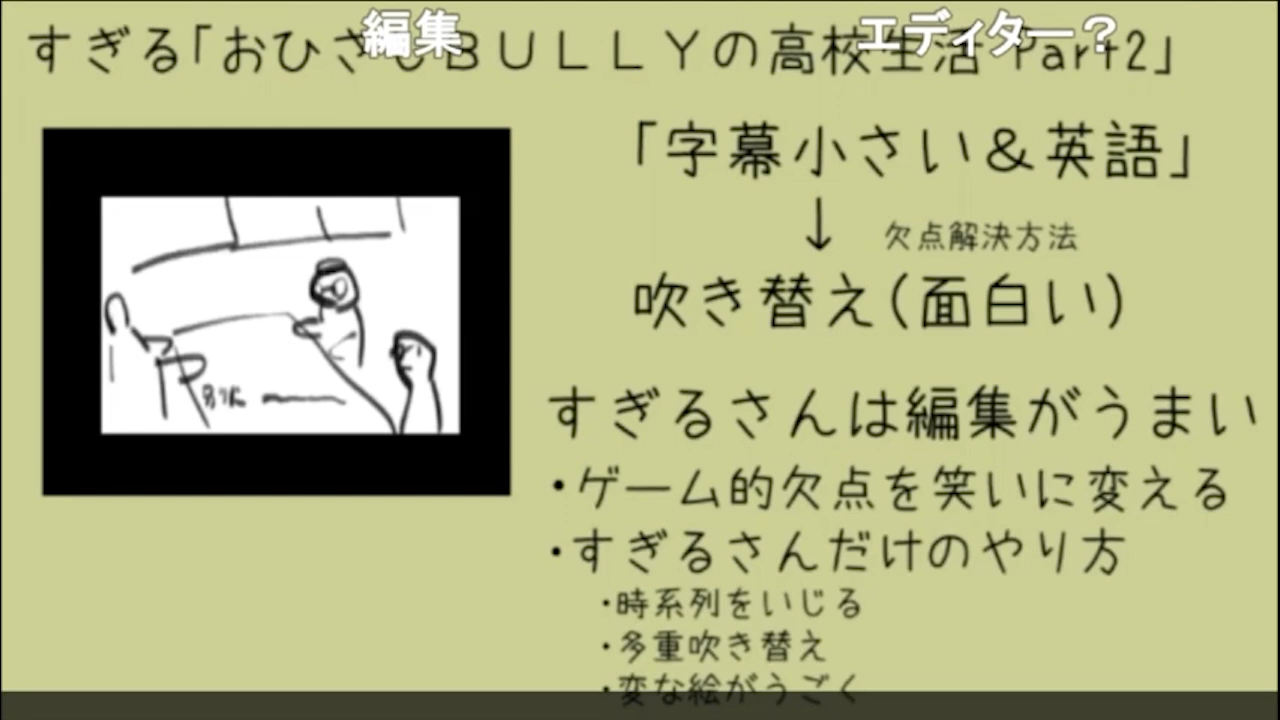 編集
エディター？
すぎる「おひさしＢＵＬＬＹの高校生活 Part2」
「字幕小さい＆英語」
↓
欠点解決方法
吹き替え(面白い)
すぎるさんは編集がうまい
・ゲーム的欠点を笑いに変える
・すぎるさんだけのやり方
・時系列をいじる
・多重吹き替え
・変な絵がうごく